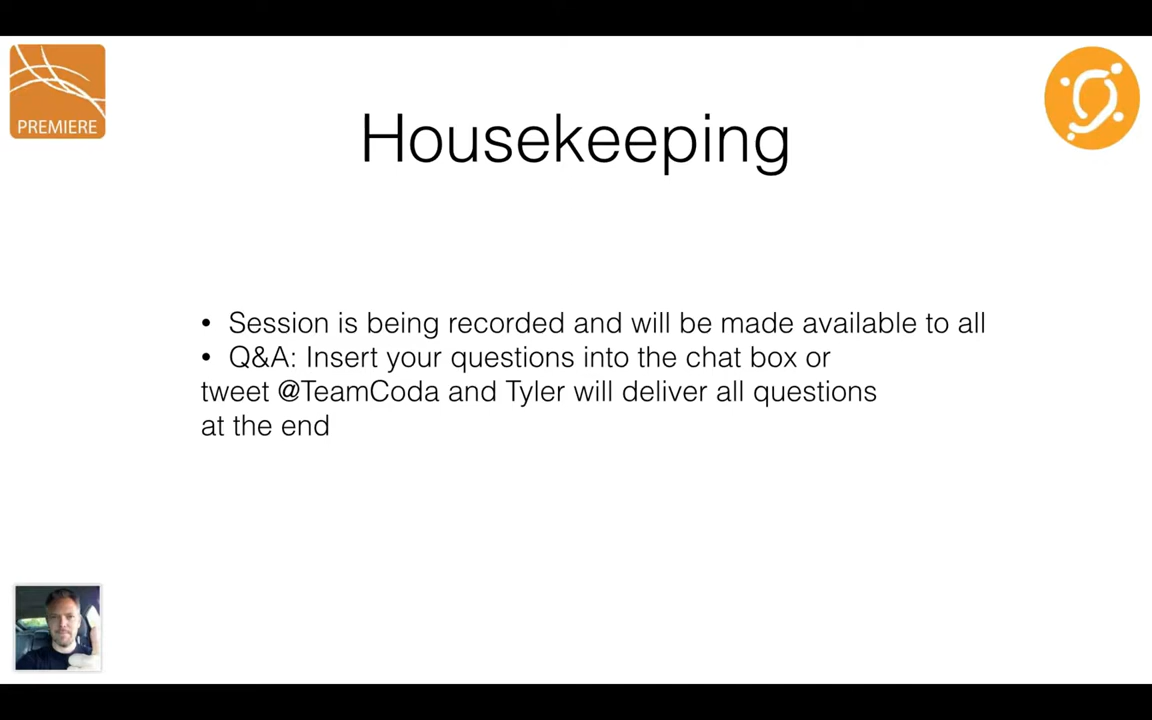 PREMIERE
Housekeeping
• Session is being recorded and will be made available to all
• Q&A: Insert your questions into the chat box or
tweet @TeamCoda and Tyler will deliver all questions
at the end